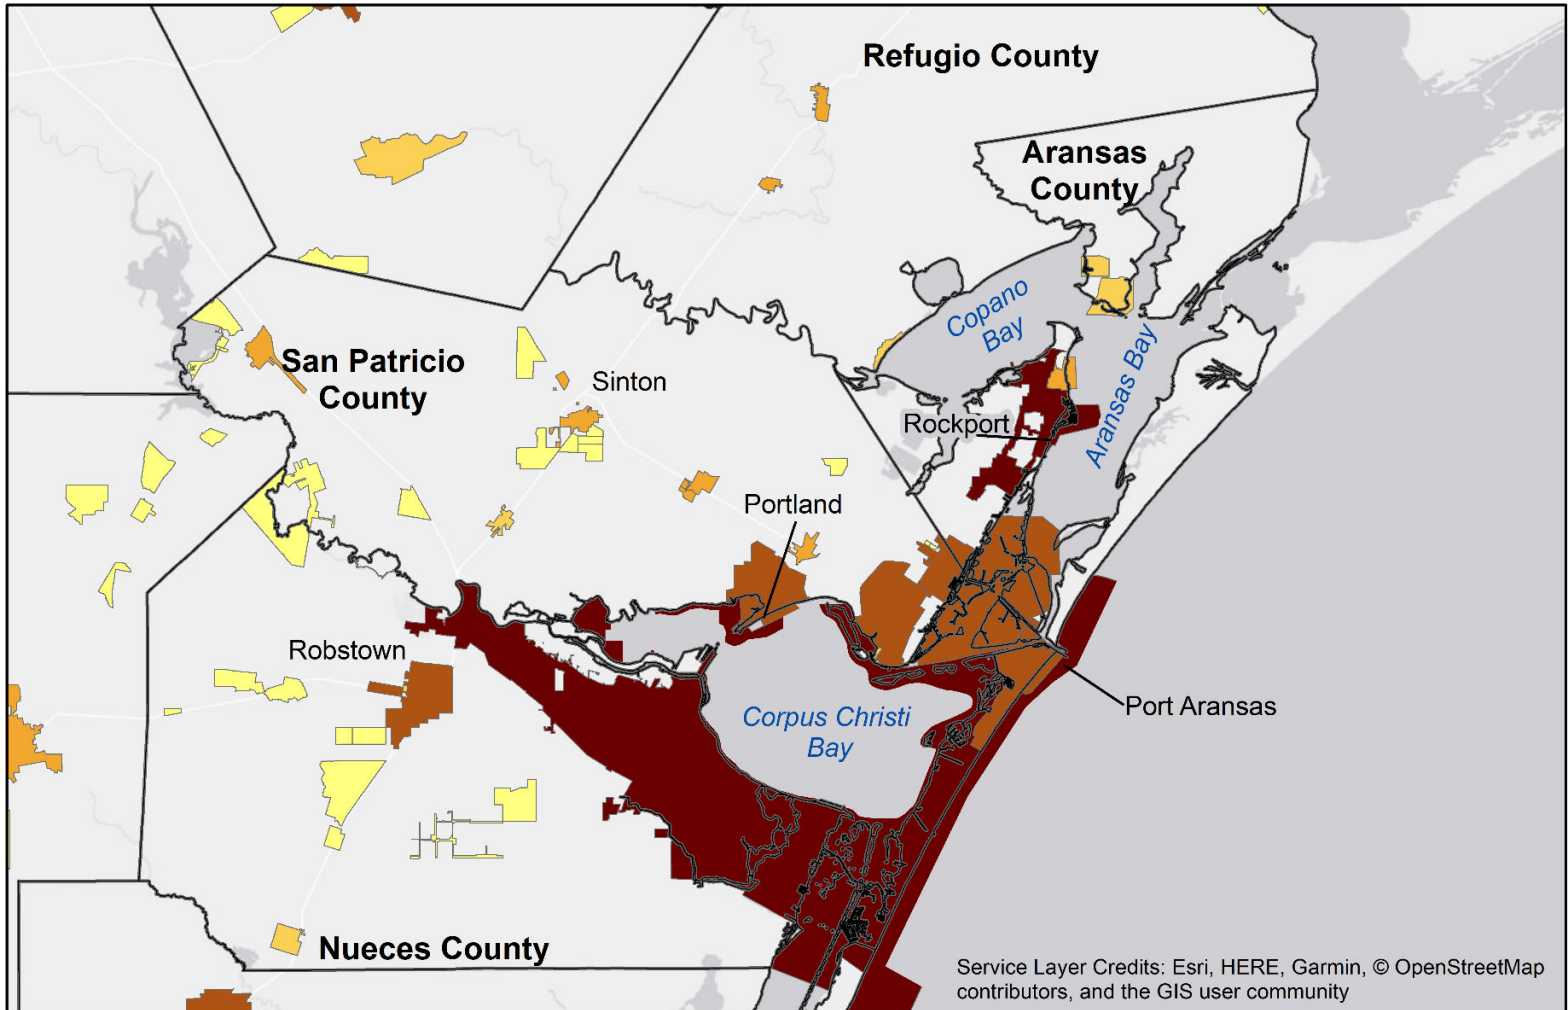 Refugio County
Aransas
County
Copano
Bay
Aransas Bay
San Patricio
County
Sinton
Rockport
Portland
Robstown
Port Aransas
Corpus Christi
Bay
Nueces County
Service Layer Credits: Esri, HERE, Garmin, © OpenStreetMap
contributors, and the GIS user community